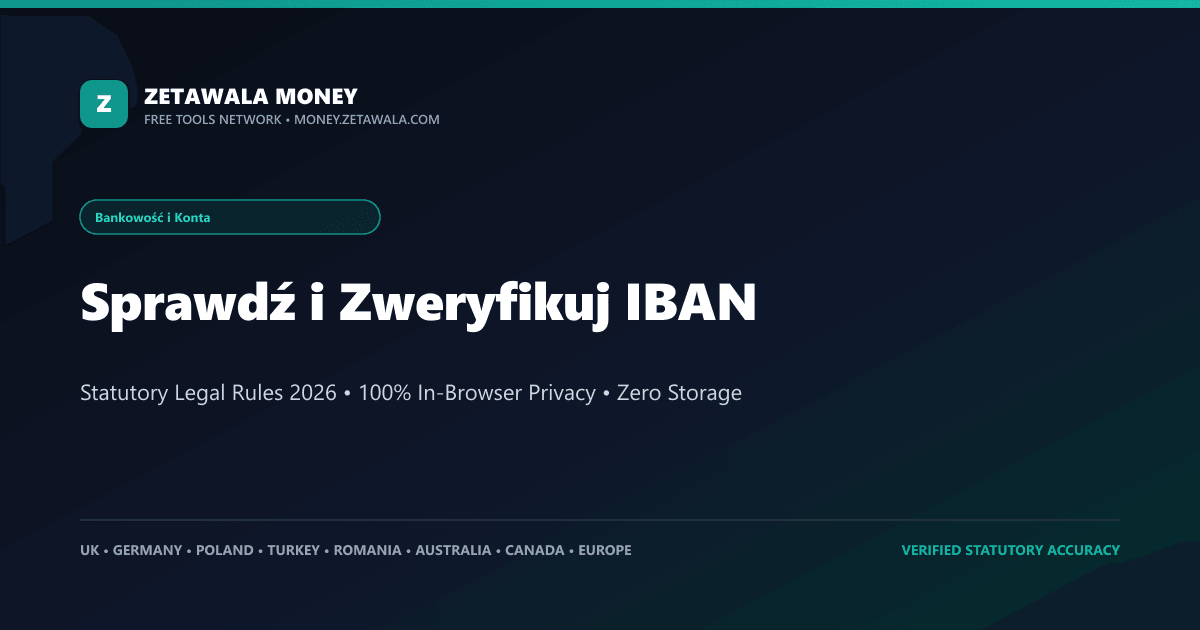 Z
ZETAWALA MONEY
FREE TOOLS NETWORK • MONEY.ZETAWALA.COM
Bankowość i Konta
Sprawdź i Zweryfikuj IBAN
Statutory Legal Rules 2026 • 100% In-Browser Privacy • Zero Storage
UK • GERMANY • POLAND • TURKEY • ROMANIA • AUSTRALIA • CANADA • EUROPE
VERIFIED STATUTORY ACCURACY